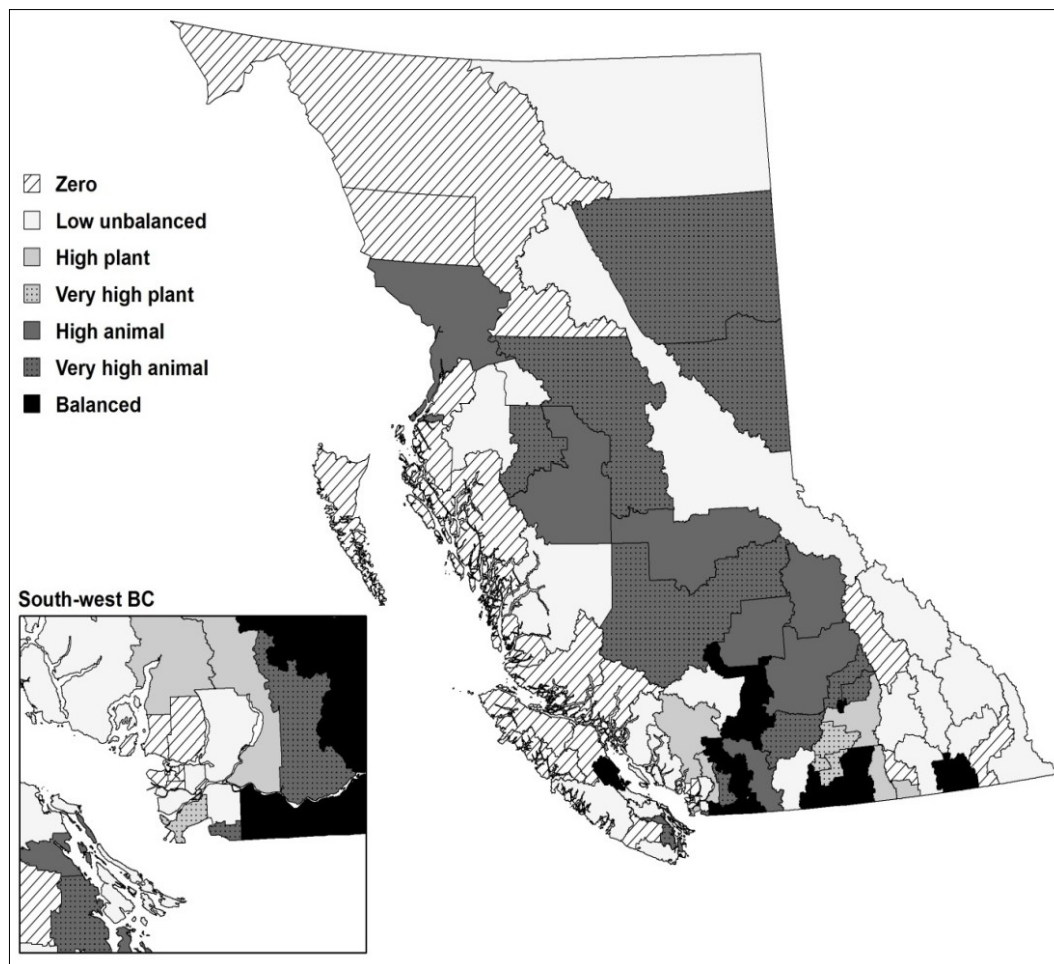 Zero
Low unbalanced
High plant
Very high plant
High animal
Very high animal
Balanced
South-west BC